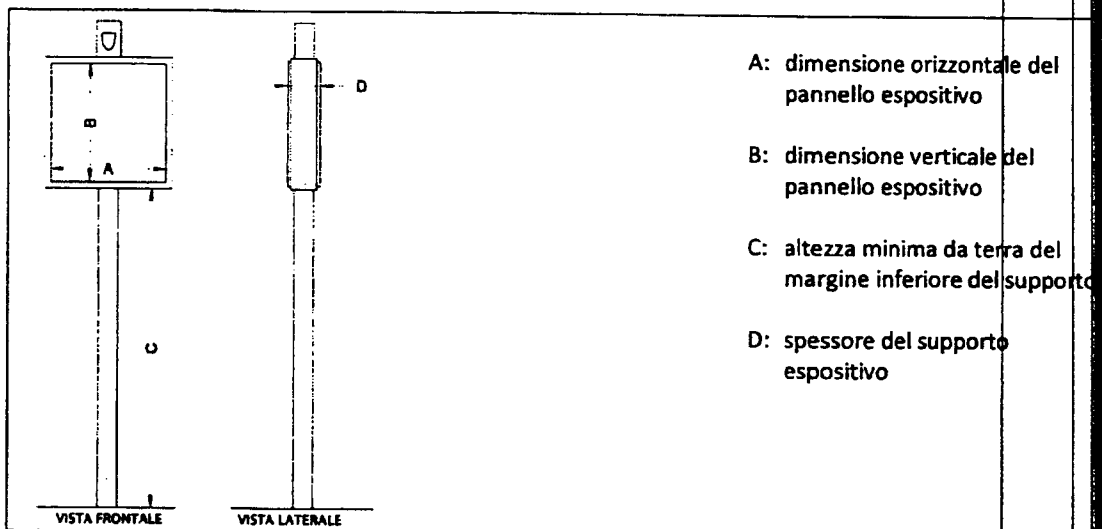 D
B
A
C
VISTA FRONTALE
VISTA LATERALE
A: dimensione orizzontale del
pannello espositivo
B: dimensione verticale del
pannello espositivo
C: altezza minima da terra del
margine inferiore del supporto
D: spessore del supporto
espositivo